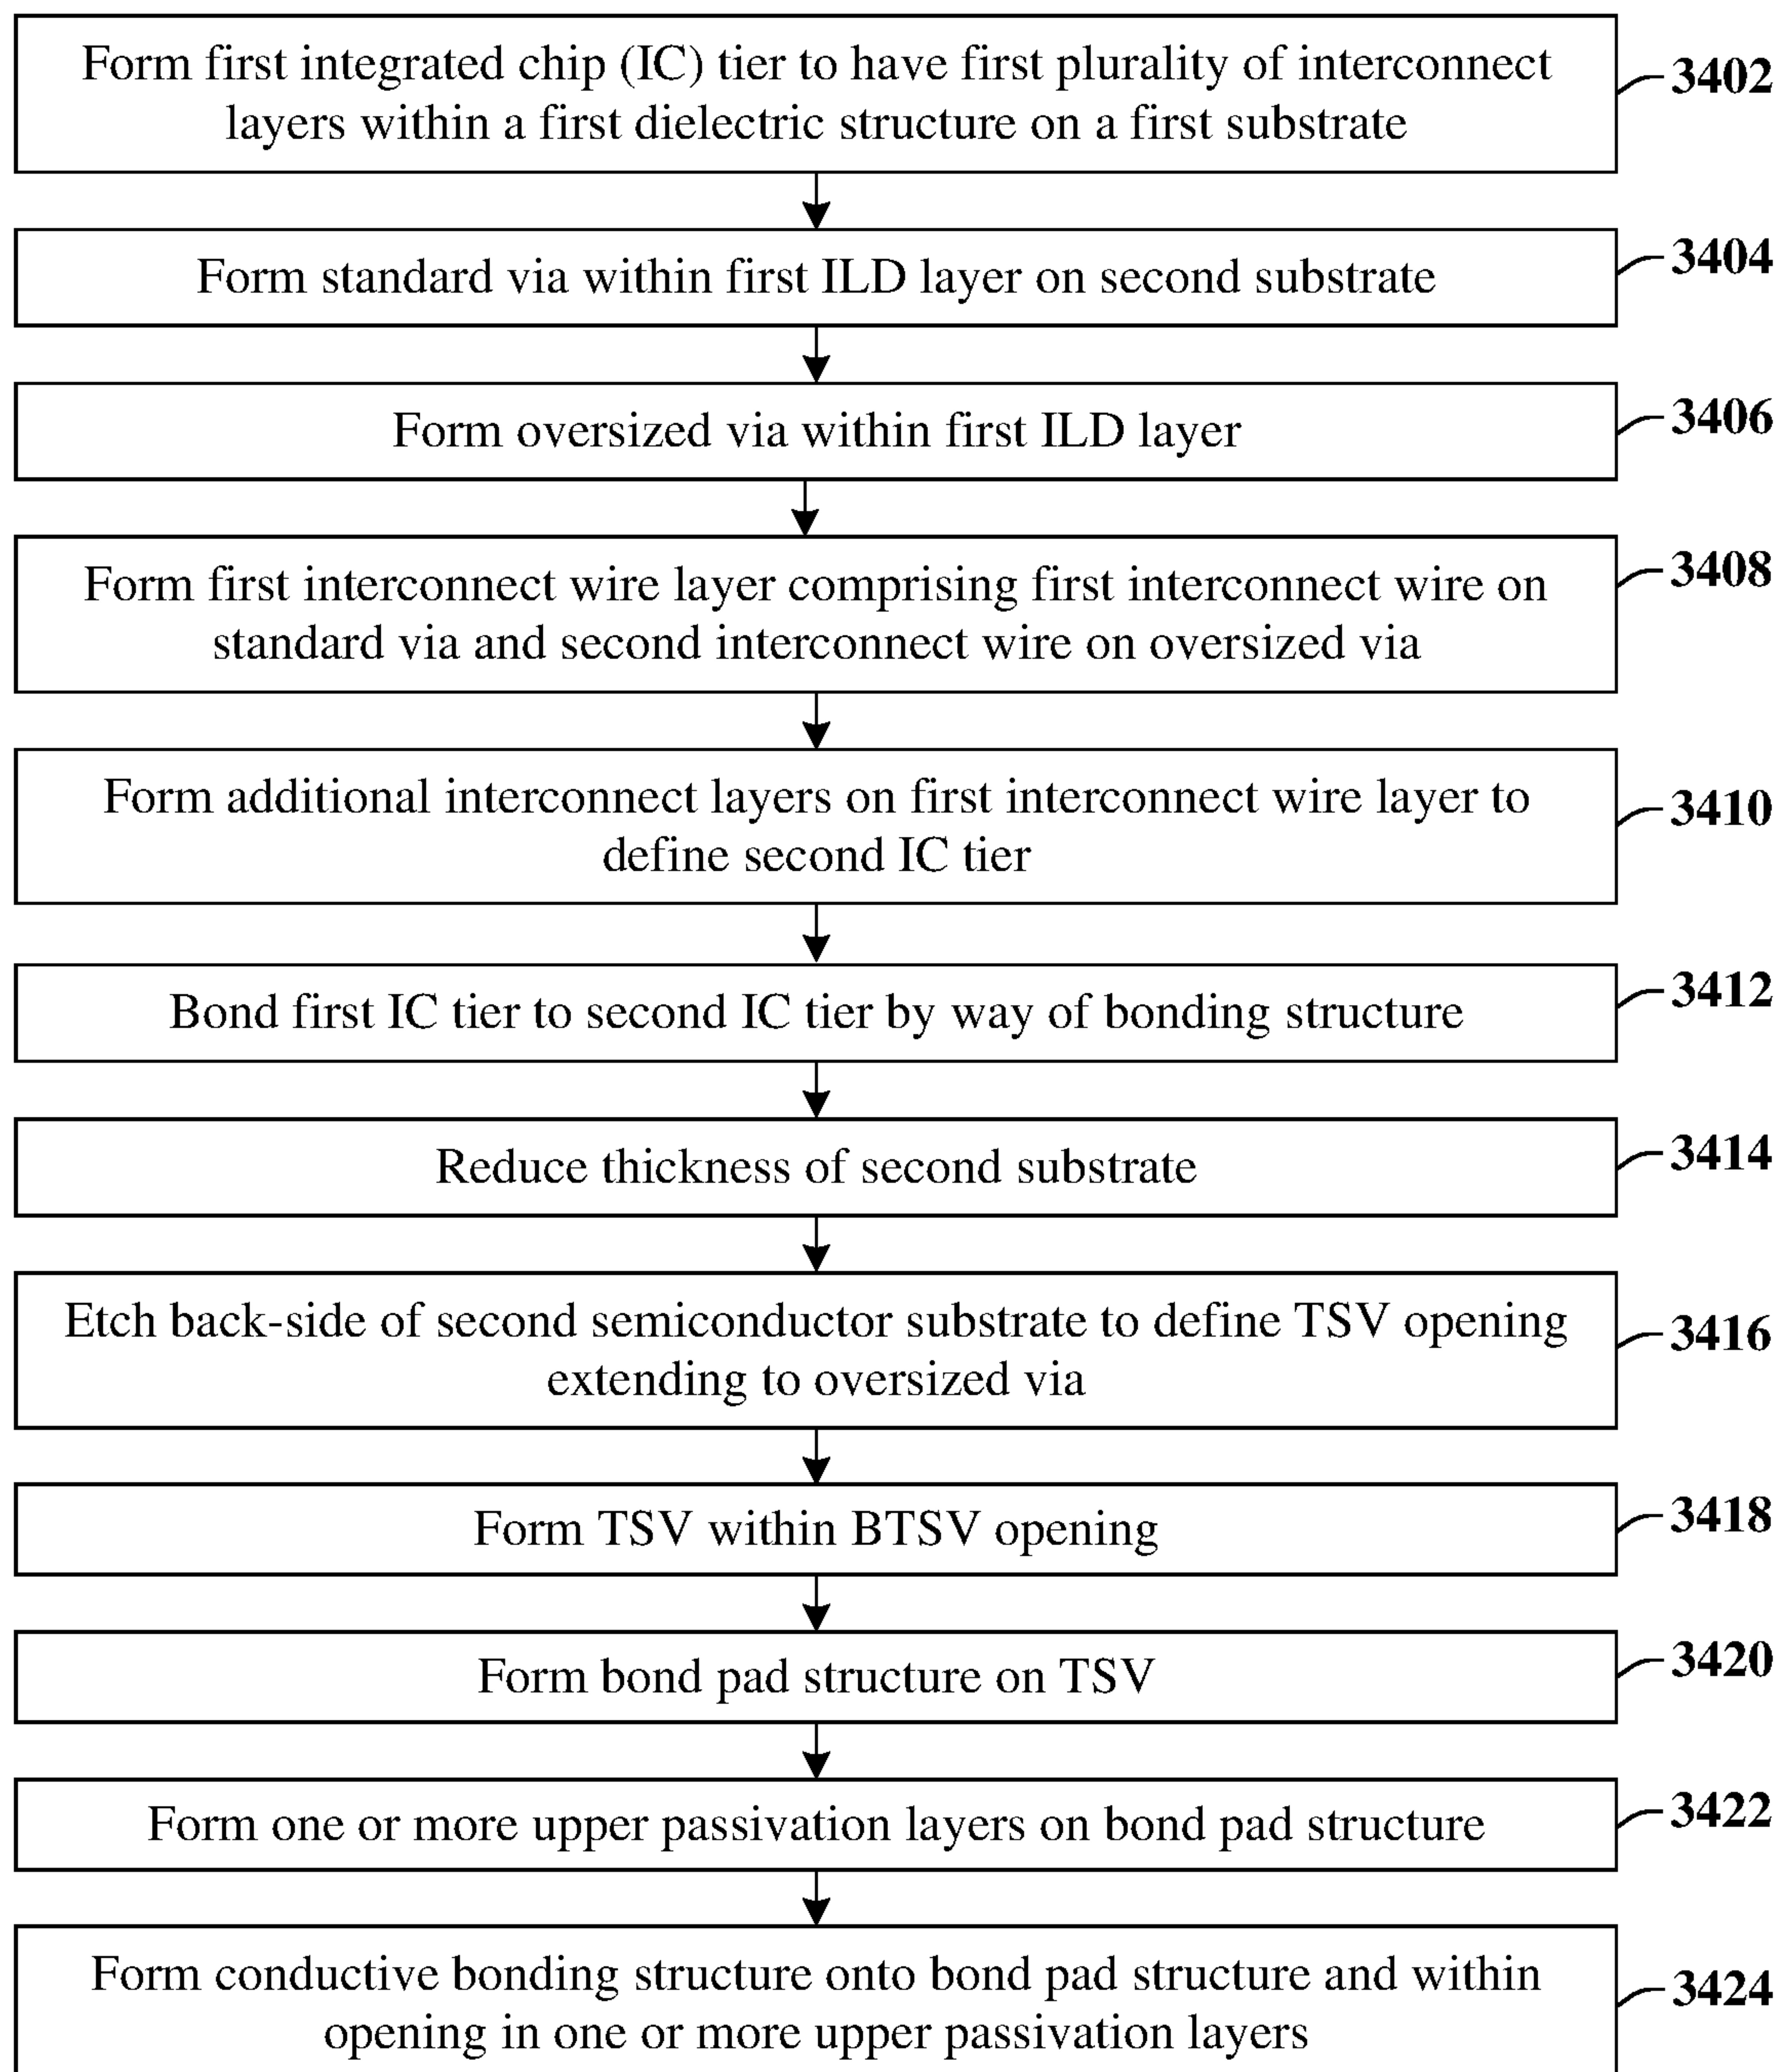 Form first integrated chip (IC) tier to have first plurality of interconnect
layers within a first dielectric structure on a first substrate
3402
Form standard via within first ILD layer on second substrate
3404
Form oversized via within first ILD layer
3406
Form first interconnect wire layer comprising first interconnect wire on
standard via and second interconnect wire on oversized via
3408
Form additional interconnect layers on first interconnect wire layer to
define second IC tier
3410
Bond first IC tier to second IC tier by way of bonding structure
3412
Reduce thickness of second substrate
3414
Etch back-side of second semiconductor substrate to define TSV opening
extending to oversized via
3416
Form TSV within BTSV opening
3418
Form bond pad structure on TSV
3420
Form one or more upper passivation layers on bond pad structure
3422
Form conductive bonding structure onto bond pad structure and within
opening in one or more upper passivation layers
3424